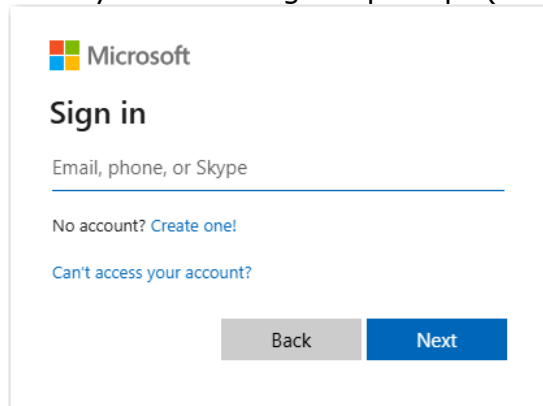 Microsoft
Sign in
Email, phone, or Skype
No account? Create one!
Can't access your account?
Back Next